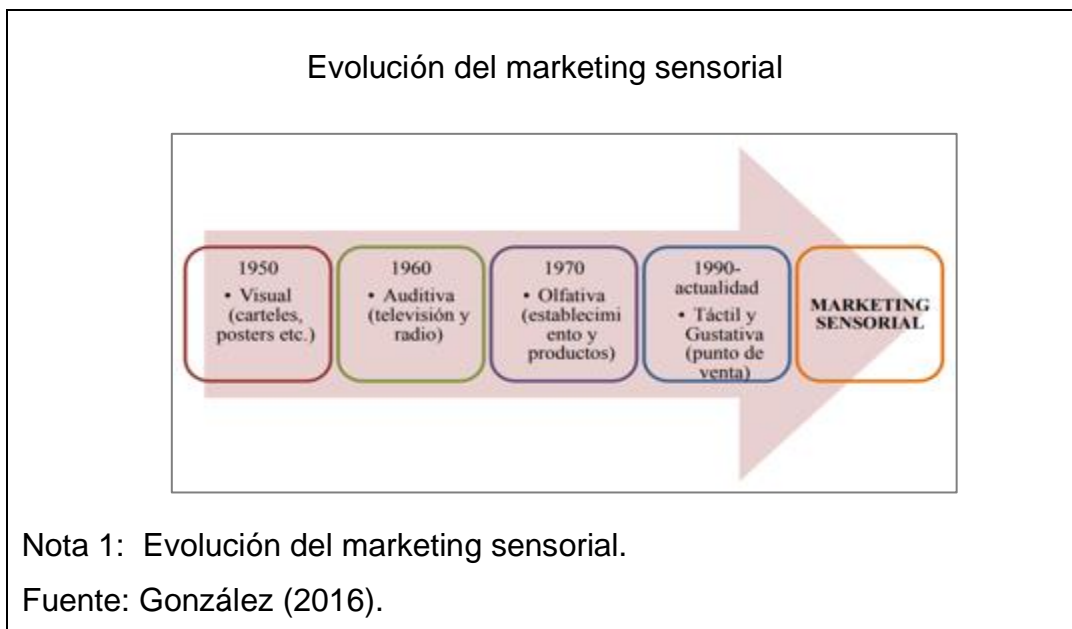 Evolución del marketing sensorial
1950
• Visual
(carteles,
posters etc.)
1960
• Auditiva
(televisión y
radio)
1970
• Olfativa
(establecimi
ento y
productos)
1990-
actualidad
• Táctil y
Gustativa
(punto de
venta)
MARKETING
SENSORIAL
Nota 1:  Evolución del marketing sensorial.
Fuente: González (2016).